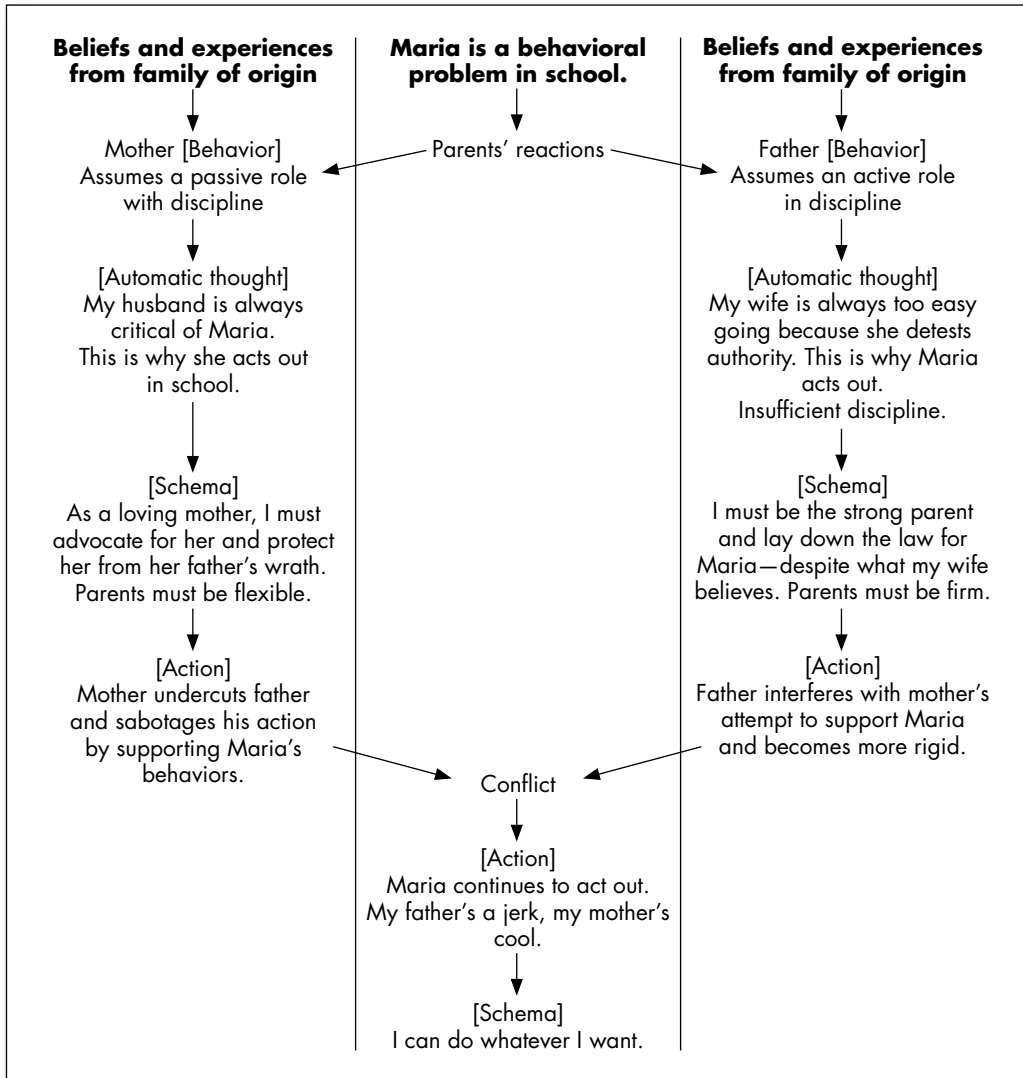 Beliefs and experiences
from family of origin
Mother [Behavior]
Assumes a passive role
with discipline
[Automatic thought]
My husband is always
critical of Maria.
This is why she acts out
in school.
[Schema]
As a loving mother, I must
advocate for her and protect
her from her father’s wrath.
Parents must be flexible.
[Action]
Mother undercuts father
and sabotages his action
by supporting Maria’s
behaviors.
Maria is a behavioral
problem in school.
Parents’ reactions
Conflict
[Action]
Maria continues to act out.
My father’s a jerk, my mother’s
cool.
[Schema]
I can do whatever I want.
Beliefs and experiences
from family of origin
Father [Behavior]
Assumes an active role
in discipline
[Automatic thought]
My wife is always too easy
going because she detests
authority. This is why Maria
acts out.
Insufficient discipline.
[Schema]
I must be the strong parent
and lay down the law for
Maria—despite what my wife
believes. Parents must be firm.
[Action]
Father interferes with mother’s
attempt to support Maria
and becomes more rigid.